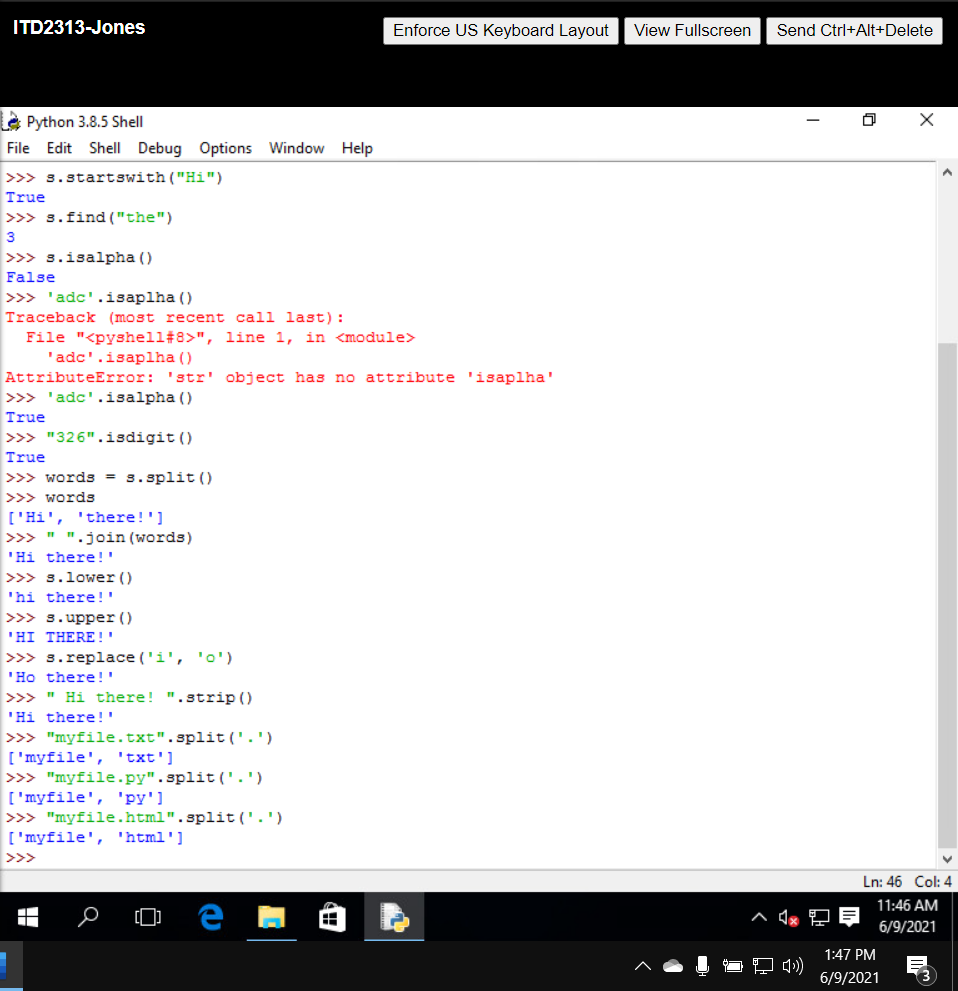 ITD2313-Jones
Enforce US Keyboard Layout View Fullscreen Send Ctrl+Alt+Delete
Python 3.8.5 Shell
File Edit Shell Debug Options Window Help
>>> s.startswith("Hi")
True
>>> s.find("the")
3
>>> s.isalpha()
False
>>> 'adc'.isaplha()
Traceback (most recent call last):
  File "<pyshell#8>", line 1, in <module>
    'adc'.isaplha()
AttributeError: 'str' object has no attribute 'isaplha'
>>> 'adc'.isalpha()
True
>>> "326".isdigit()
True
>>> words = s.split()
>>> words
['Hi', 'there!']
>>> " ".join(words)
'Hi there!'
>>> s.lower()
'hi there!'
>>> s.upper()
'HI THERE!'
>>> s.replace('i', 'o')
'Ho there!'
>>> " Hi there! ".strip()
'Hi there!'
>>> "myfile.txt".split('.')
['myfile', 'txt']
>>> "myfile.py".split('.')
['myfile', 'py']
>>> "myfile.html".split('.')
['myfile', 'html']
>>>
Ln: 46 Col: 4
11:46 AM
6/9/2021
1:47 PM
6/9/2021
3